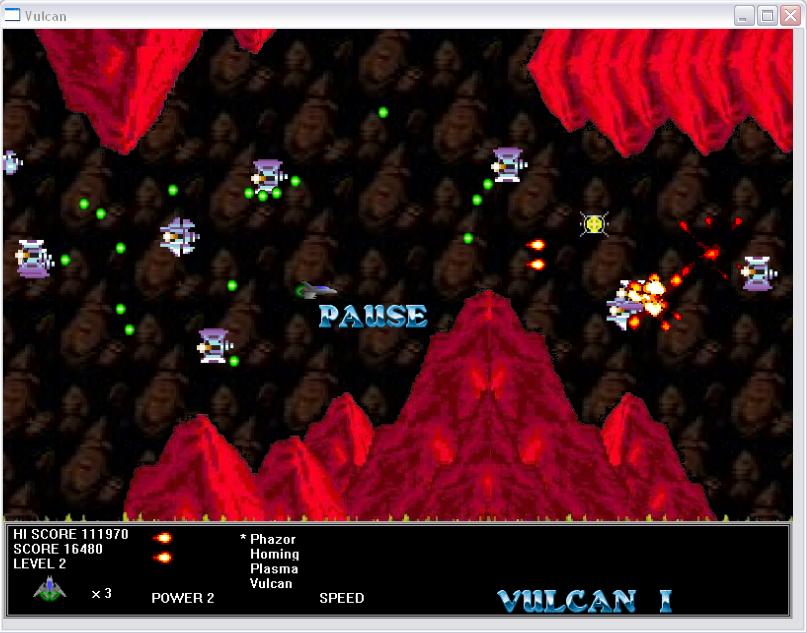 Vulcan
PAUSE
HI SCORE 111970
SCORE 16480
LEVEL 2
x 3
POWER 2
* Phazor
Homing
Plasma
Vulcan
SPEED
VULCAN I